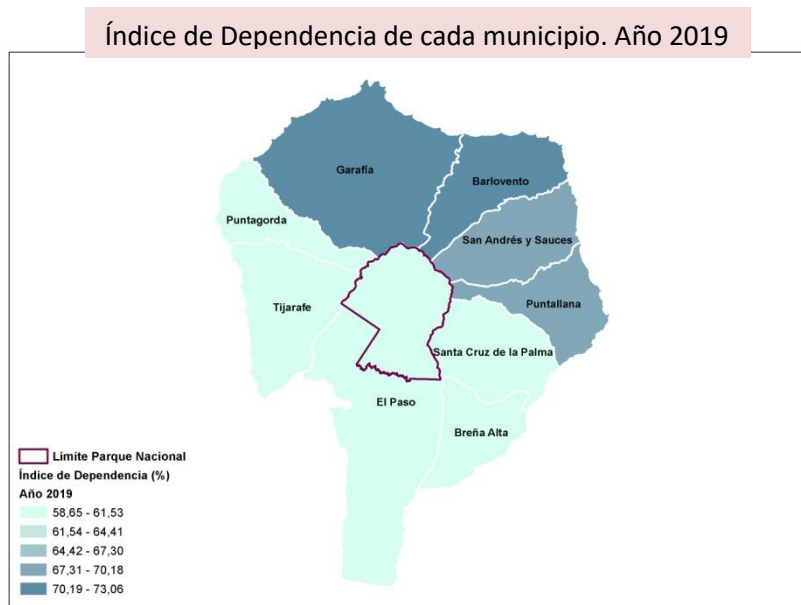 Índice de Dependencia de cada municipio. Año 2019
Garafía
Barlovento
Puntagorda
San Andrés y Sauces
Tijarafe
Puntallana
Santa Cruz de la Palma
El Paso
Breña Alta
Límite Parque Nacional
Índice de Dependencia (%)
Año 2019
58,65 - 61,53
61,54 - 64,41
64,42 - 67,30
67,31 - 70,18
70,19 - 73,06